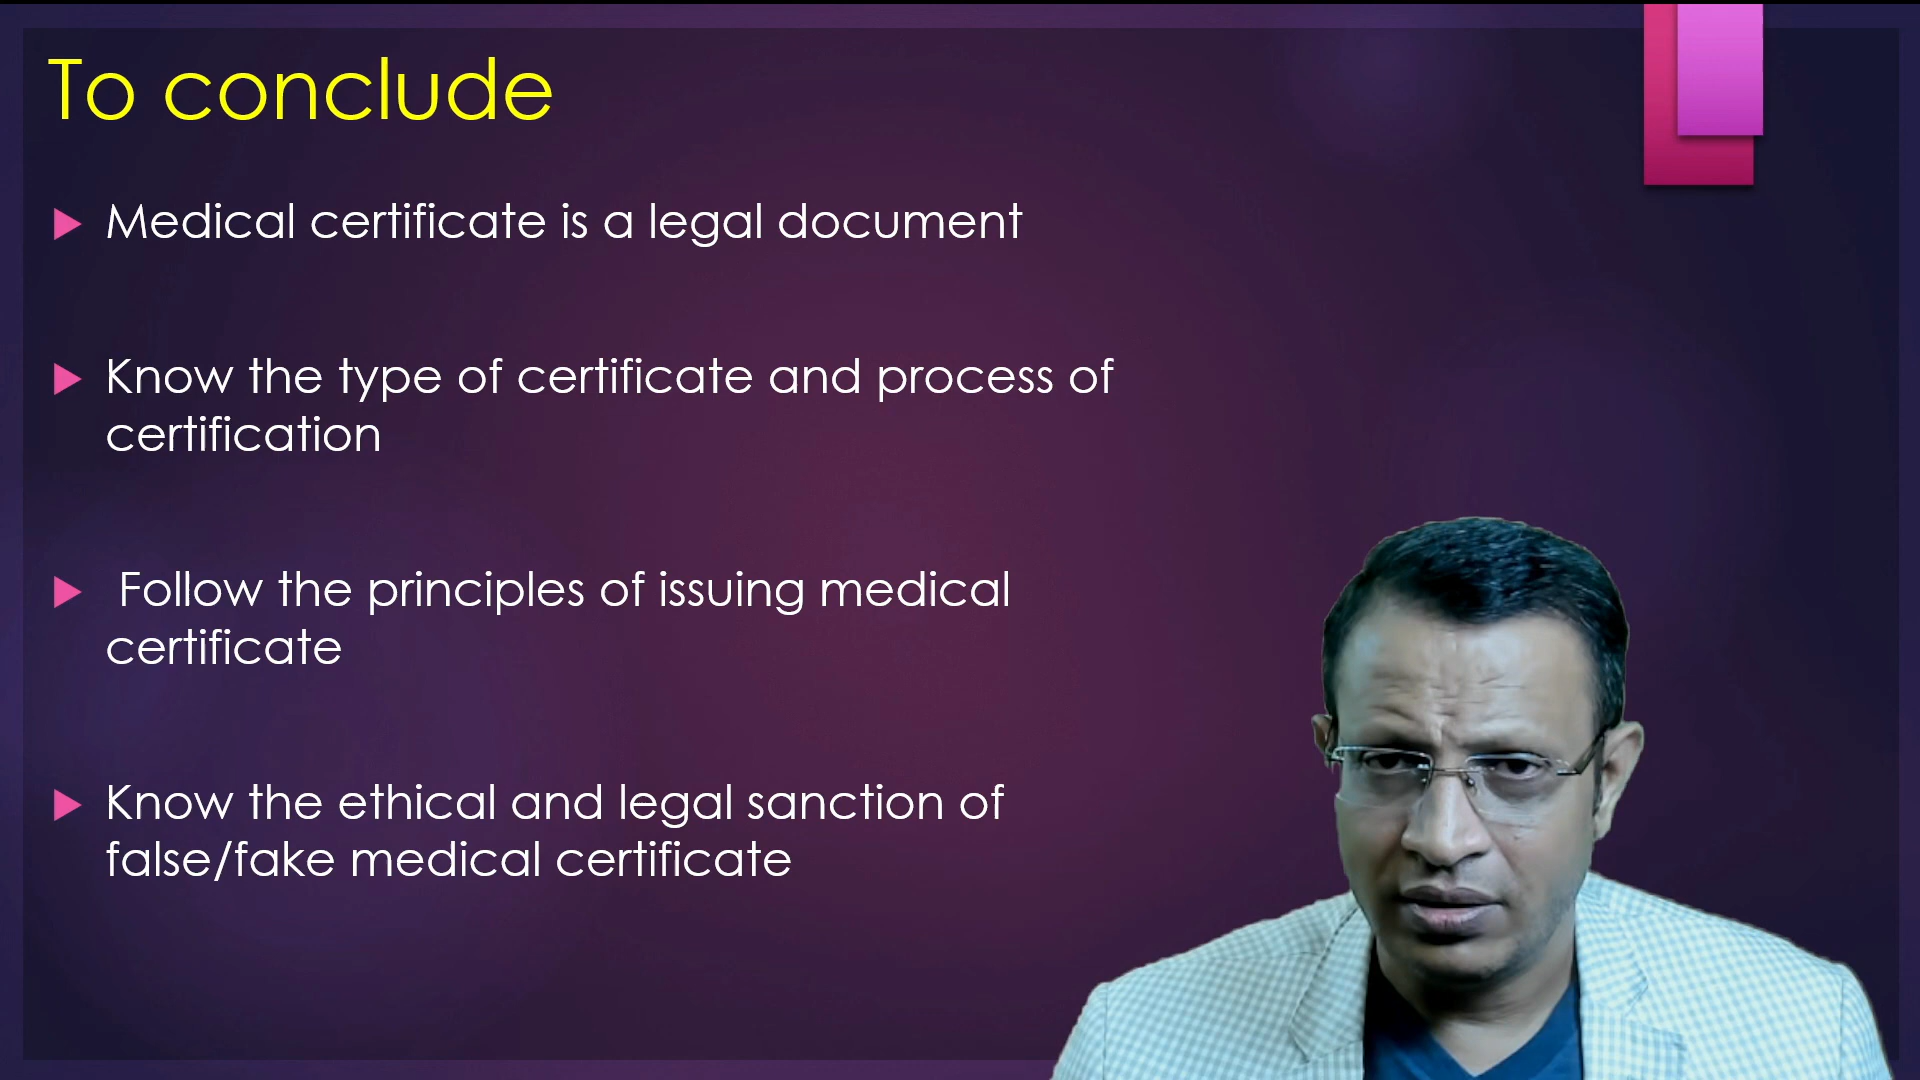 To conclude
Medical certificate is a legal document
Know the type of certificate and process of
certification
Follow the principles of issuing medical
certificate
Know the ethical and legal sanction of
false/fake medical certificate